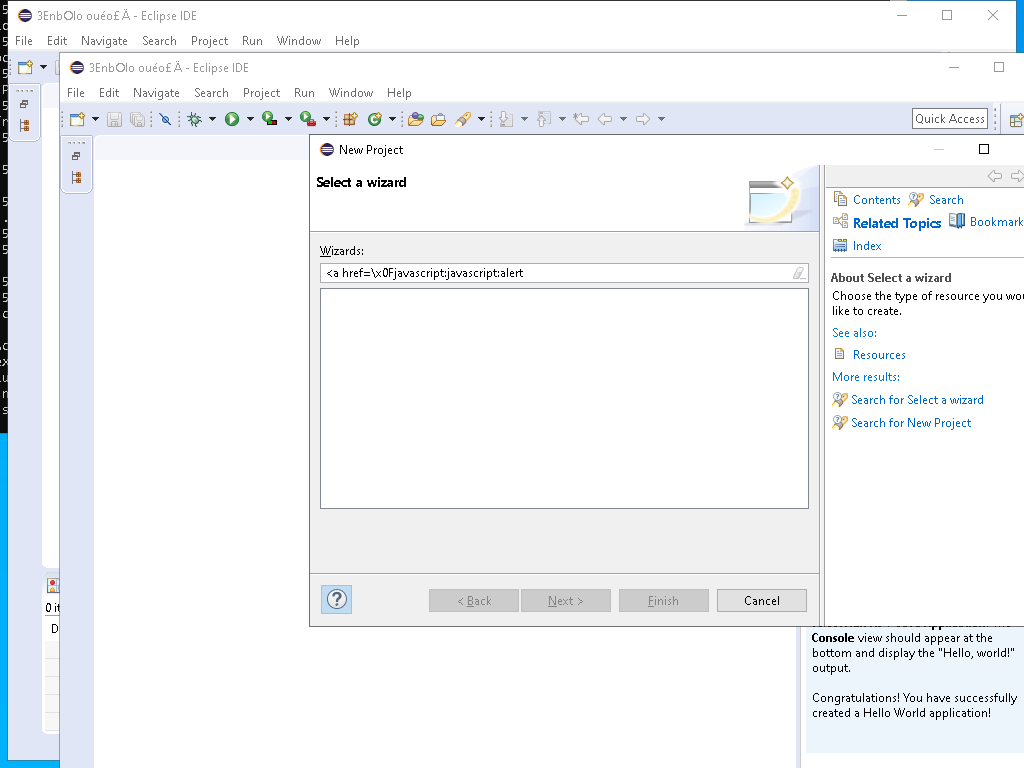 3EnbOlo ouéo£ Ä - Eclipse IDE
File Edit Navigate Search Project Run Window Help
3EnbOlo ouéo£ Ä - Eclipse IDE
File Edit Navigate Search Project Run Window Help
Quick Access
New Project
Select a wizard
Contents Search
Related Topics Bookmark
Index
Wizards:
<a href=\x0Fjavascript:javascript:alert
About Select a wizard
Choose the type of resource you wou
like to create.
See also:
Resources
More results:
Search for Select a wizard
Search for New Project
< Back Next > Finish Cancel
0 it
D
Console view should appear at the
bottom and display the "Hello, world!"
output.
Congratulations! You have successfully
created a Hello World application!